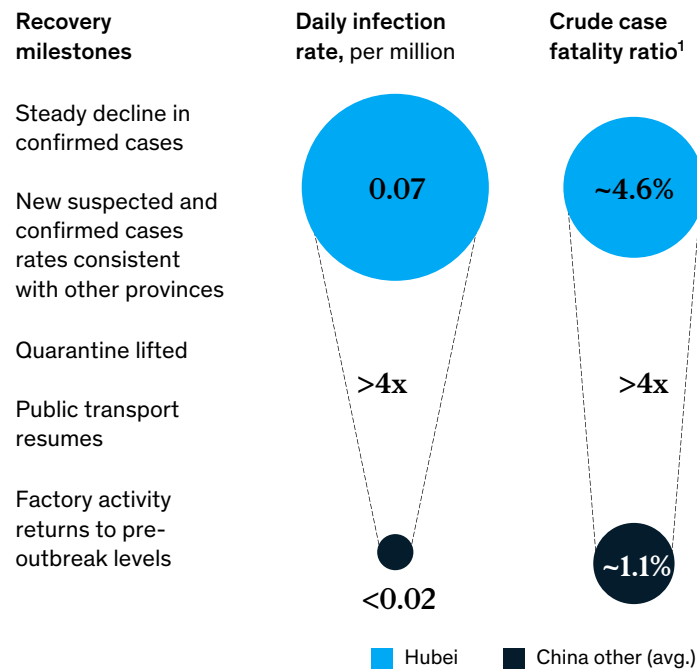 Recovery
milestones
Steady decline in
confirmed cases
New suspected and
confirmed cases
rates consistent
with other provinces
Quarantine lifted
Public transport
resumes
Factory activity
returns to pre-
outbreak levels
Daily infection
rate, per million
0.07
>4x
<0.02
Crude case
fatality ratio¹
~4.6%
>4x
~1.1%
Hubei
China other (avg.)